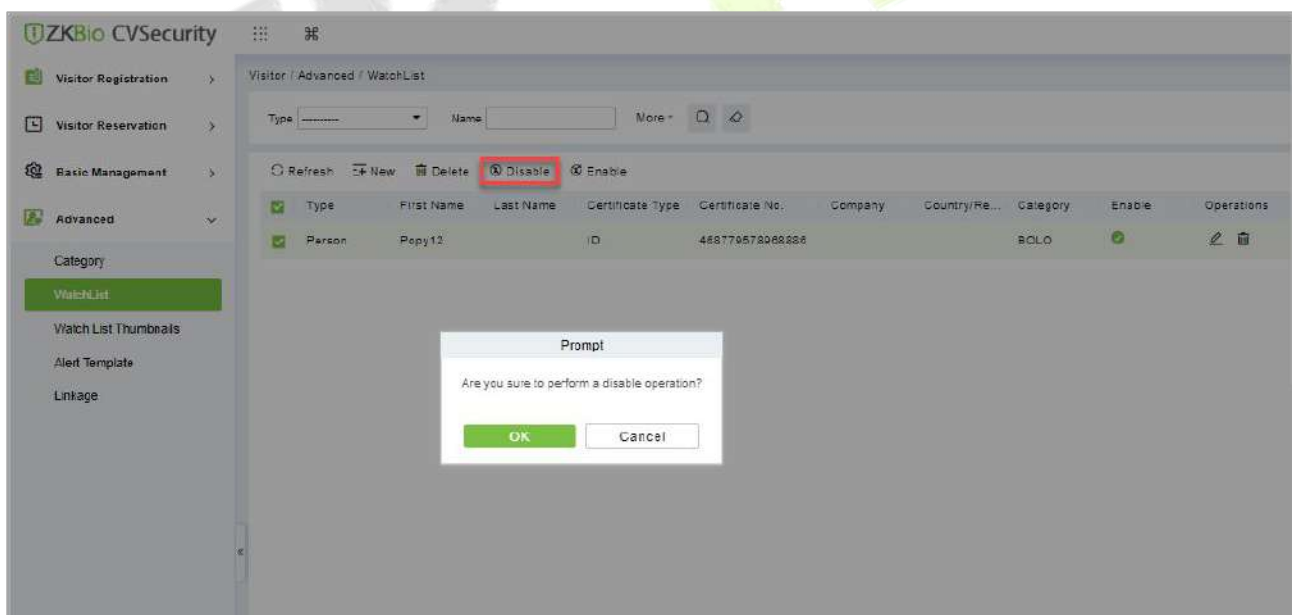 ZKBio CVSecurity
Visitor Registration
Visitor Reservation
Basic Management
Advanced
Category
WatchList
Watch List Thumbnails
Alert Template
Linkage
Visitor / Advanced / WatchList
Type ---------- Name More
Refresh New Delete Disable Enable
Type First Name Last Name Certificate Type Certificate No. Company Country/Re... Category Enable Operations
Person Popy12 ID BOLO
Prompt
Are you sure to perform a disable operation?
OK Cancel